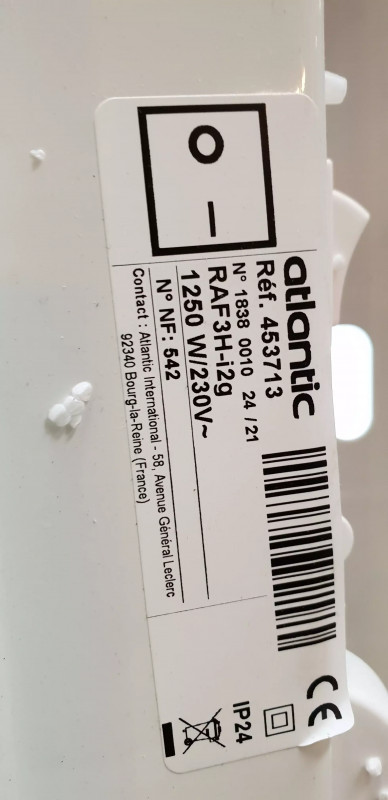 atlantic
Réf. 453713
N° 1838 0010 24 / 21
RAF3H-i2g
1250 W/230V~
N° NF: 542
Contact : Atlantic International - 58, Avenue Général Leclerc
92340 Bourg-la-Reine (France)
CE
IP24